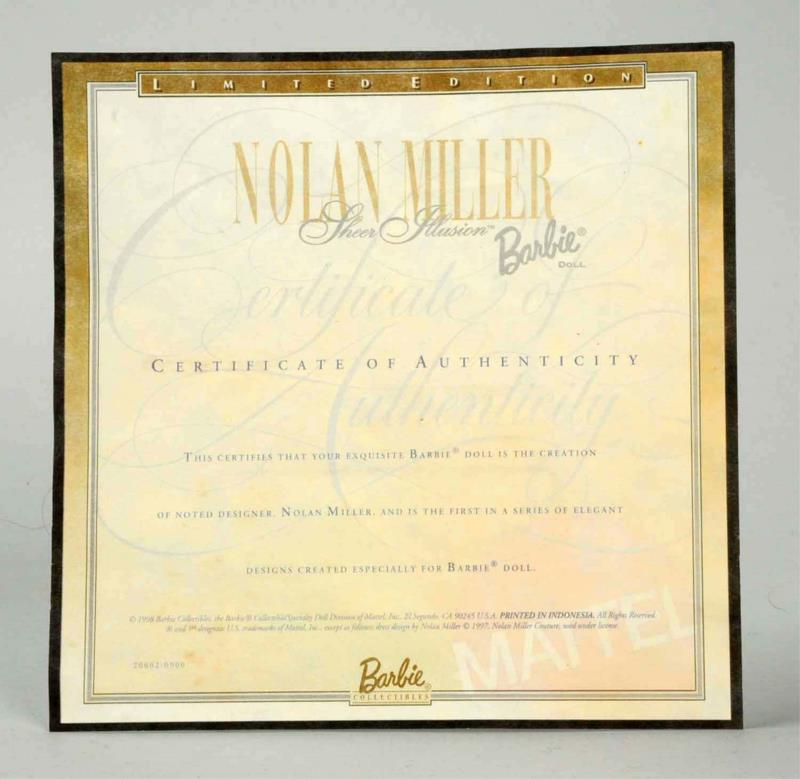 LIMITED EDITION
NOLAN MILLER
Sheer Illusion™
Barbie®
DOLL
Certificate of
CERTIFICATE OF AUTHENTICITY
Authenticity
THIS CERTIFIES THAT YOUR EXQUISITE BARBIE® DOLL IS THE CREATION
OF NOTED DESIGNER, NOLAN MILLER, AND IS THE FIRST IN A SERIES OF ELEGANT
DESIGNS CREATED ESPECIALLY FOR BARBIE® DOLL.
© 1998 Barbie Collectibles, the Barbie® Collectible/Specialty Doll Division of Mattel, Inc., El Segundo, CA 90245 U.S.A. PRINTED IN INDONESIA. All Rights Reserved.
® and ™ designate U.S. trademarks of Mattel, Inc., except as follows: dress design by Nolan Miller © 1997, Nolan Miller Couture, used under license.
MATTEL
20662-0900
Barbie®
COLLECTIBLES